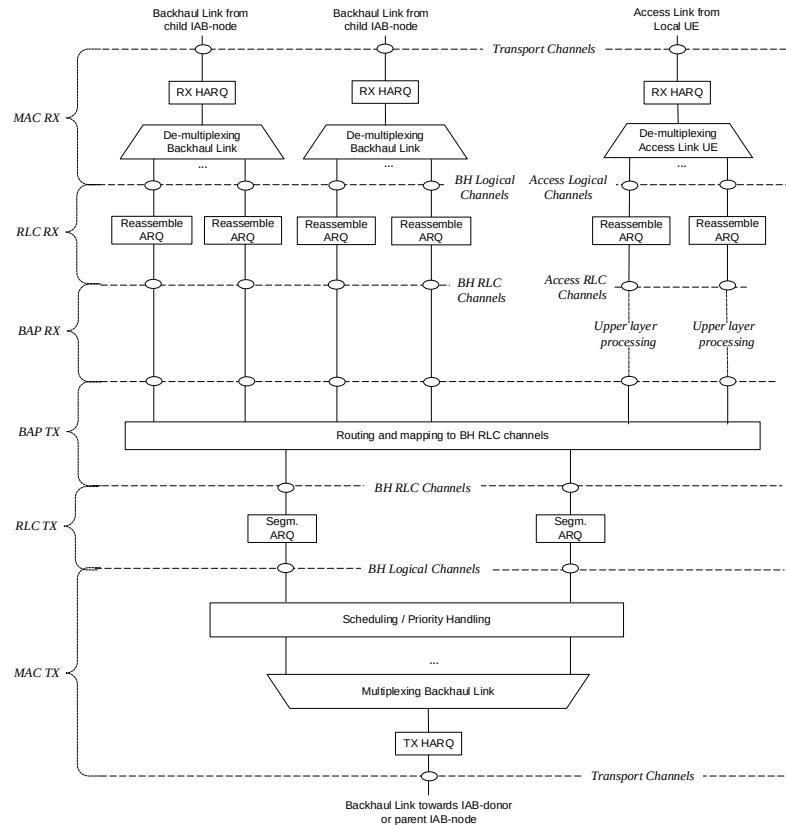 Backhaul Link from
child IAB-node
Backhaul Link from
child IAB-node
Access Link from
Local UE
Transport Channels
RX HARQ
RX HARQ
RX HARQ
MAC RX
De-multiplexing
Backhaul Link
De-multiplexing
Backhaul Link
De-multiplexing
Access Link UE
...
...
...
BH Logical
Channels
Access Logical
Channels
RLC RX
Reassemble
ARQ
Reassemble
ARQ
Reassemble
ARQ
Reassemble
ARQ
Reassemble
ARQ
Reassemble
ARQ
BH RLC
Channels
Access RLC
Channels
BAP RX
Upper layer
processing
Upper layer
processing
BAP TX
Routing and mapping to BH RLC channels
BH RLC Channels
RLC TX
Segm.
ARQ
Segm.
ARQ
BH Logical Channels
Scheduling / Priority Handling
...
MAC TX
Multiplexing Backhaul Link
TX HARQ
Transport Channels
Backhaul Link towards IAB-donor
or parent IAB-node